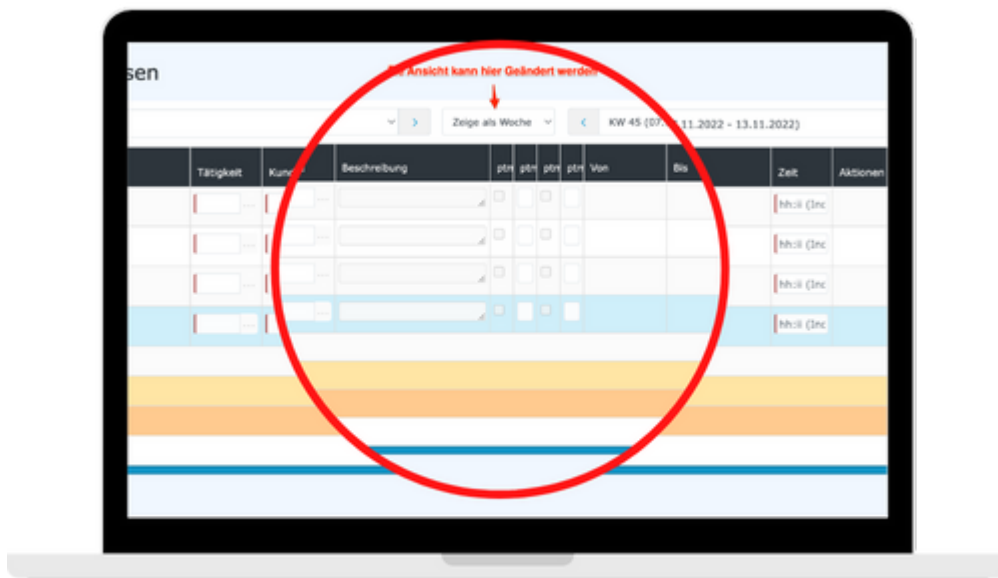 sen
Ansicht kann hier Geändert werden
Zeige als Woche
KW 45 (07. .11.2022 - 13.11.2022)
Tätigkeit Kund Beschreibung ptm ptm ptm ptm Von Bis Zeit Aktionen
hh:ii (Inc
hh:ii (Inc
hh:ii (Inc
hh:ii (Inc